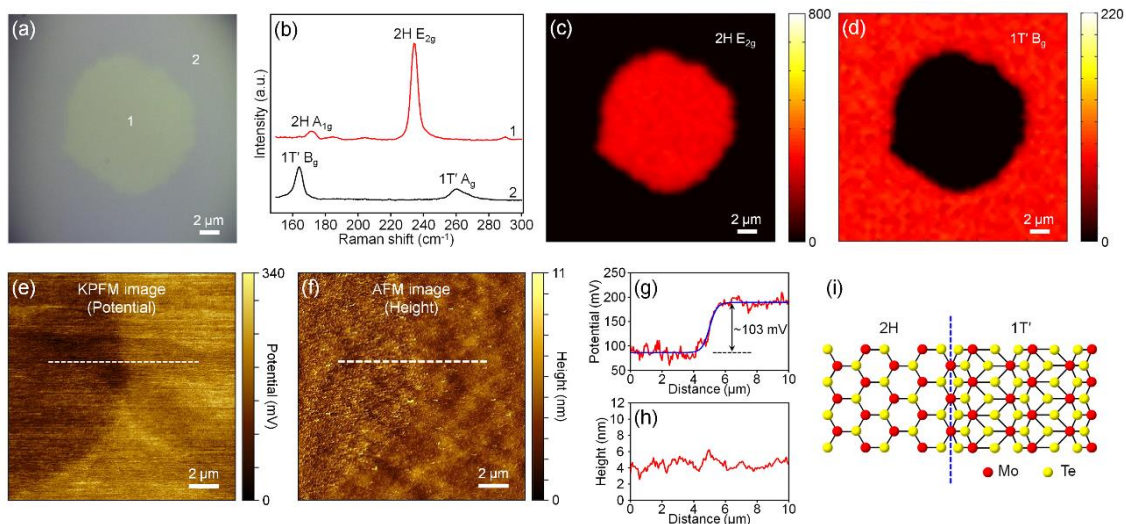 (a)
1
2
2 μm
(b)
Intensity (a.u.)
2H E2g
2H A1g
1
1T′ Bg
1T′ Ag
2
160 180 200 220 240 260 280 300
Raman shift (cm-1)
(c)
2H E2g
2 μm
800
0
(d)
1T′ Bg
2 μm
220
0
(e)
KPFM image
(Potential)
2 μm
340
Potential (mV)
0
(f)
AFM image
(Height)
2 μm
11
Height (nm)
0
(g)
Potential (mV)
250
200
150
100
50
~103 mV
0 2 4 6 8 10
Distance (μm)
(h)
Height (nm)
12
10
8
6
4
2
0
0 2 4 6 8 10
Distance (μm)
(i)
2H 1T′
Mo Te